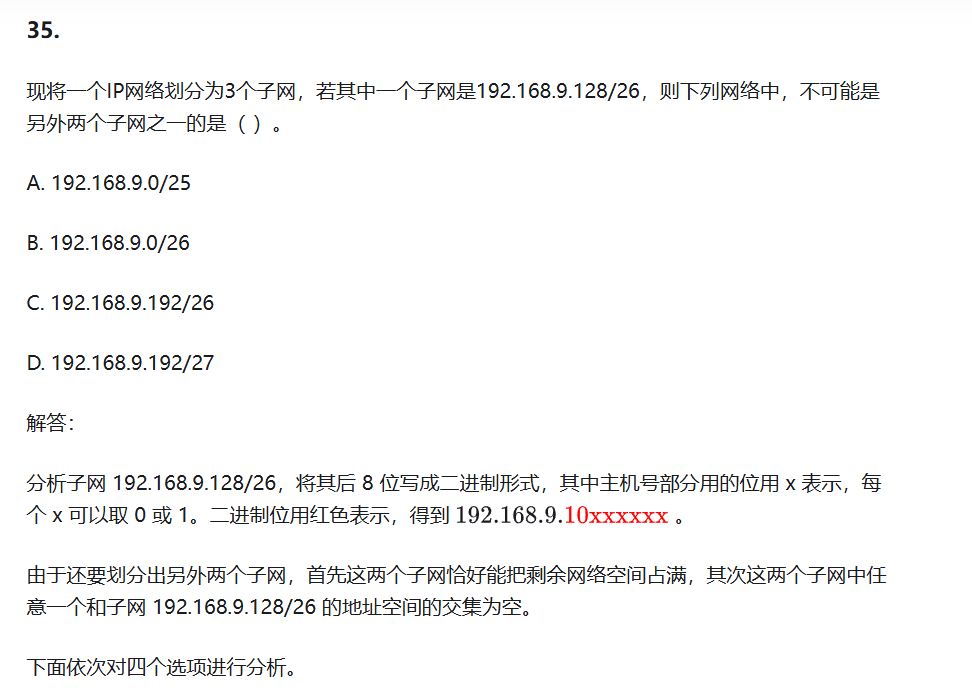 35.
现将一个IP网络划分为3个子网，若其中一个子网是192.168.9.128/26，则下列网络中，不可能是
另外两个子网之一的是（ ）。
A. 192.168.9.0/25
B. 192.168.9.0/26
C. 192.168.9.192/26
D. 192.168.9.192/27
解答：
分析子网 192.168.9.128/26，将其后 8 位写成二进制形式，其中主机号部分用的位用 x 表示，每
个 x 可以取 0 或 1。二进制位用红色表示，得到 192.168.9.10xxxxxx 。
由于还要划分出另外两个子网，首先这两个子网恰好能把剩余网络空间占满，其次这两个子网中任
意一个和子网 192.168.9.128/26 的地址空间的交集为空。
下面依次对四个选项进行分析。